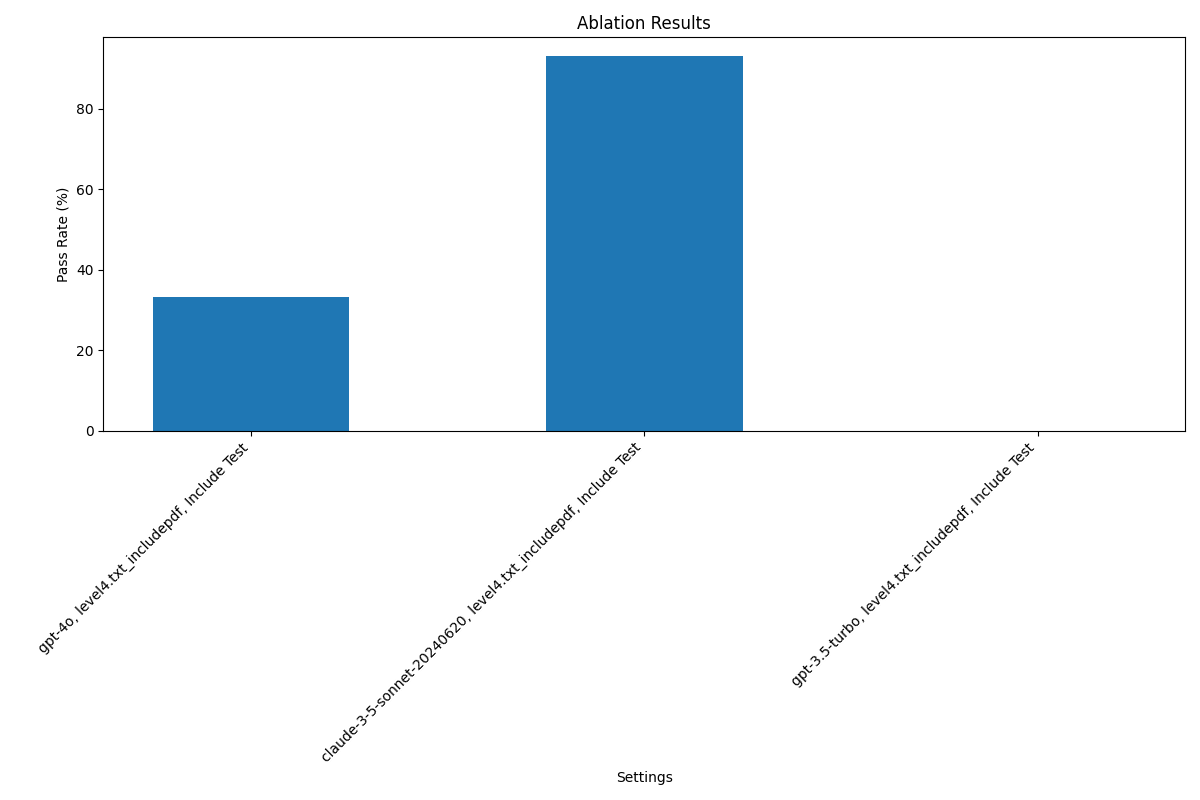 Ablation Results
Pass Rate (%)
80
60
40
20
0
gpt-4o, level4.txt_includepdf, Include Test
claude-3-5-sonnet-20240620, level4.txt_includepdf, Include Test
gpt-3.5-turbo, level4.txt_includepdf, Include Test
Settings